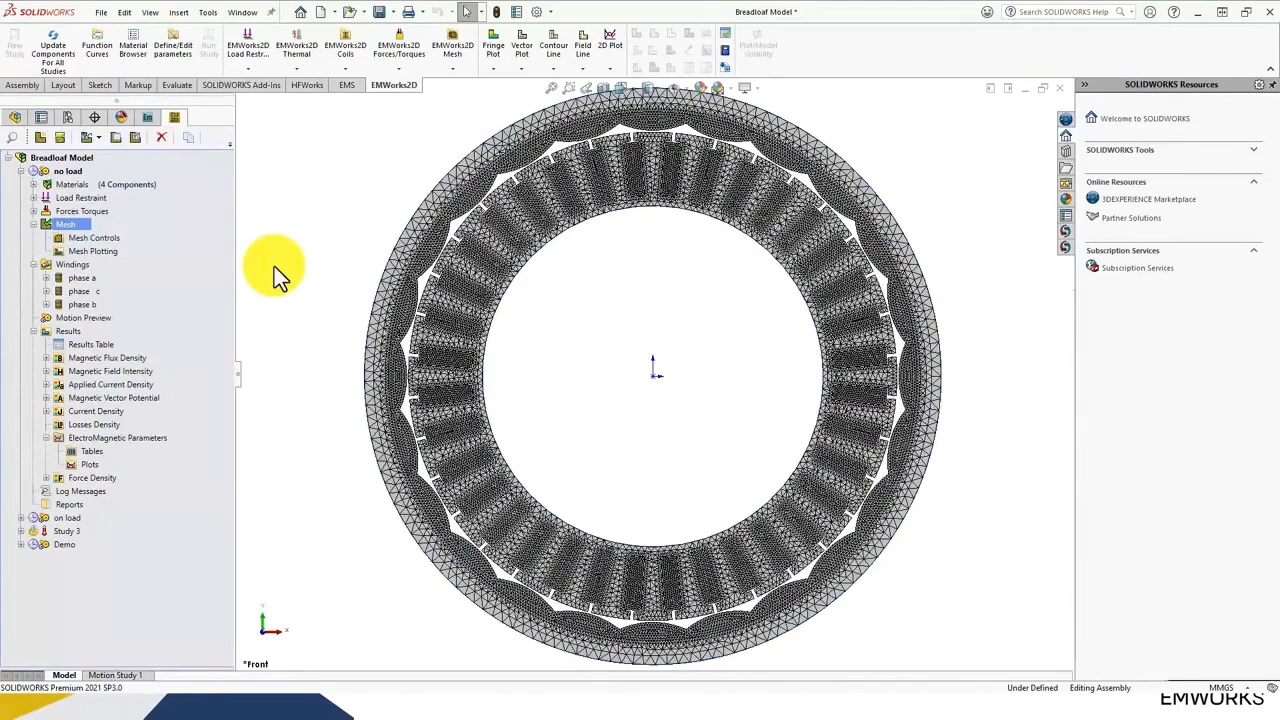 SOLIDWORKS File Edit View Insert Tools Window Breadloaf Model * Search SOLIDWORKS Help
New Study
Update Components For All Studies
Function Curves
Material Browser
Define/Edit parameters
Run Study
EMWorks2D Load Restr...
EMWorks2D Thermal
EMWorks2D Coils
EMWorks2D Forces/Torques
EMWorks2D Mesh
Fringe Plot
Vector Plot
Contour Line
Field Line
2D Plot
Plot/Model Visibility
Assembly Layout Sketch Markup Evaluate SOLIDWORKS Add-Ins HFWorks EMS EMWorks2D
Breadloaf Model
no load
Materials (4 Components)
Load Restraint
Forces Torques
Mesh
Mesh Controls
Mesh Plotting
Windings
phase a
phase c
phase b
Motion Preview
Results
Results Table
Magnetic Flux Density
Magnetic Field Intensity
Applied Current Density
Magnetic Vector Potential
Current Density
Losses Density
ElectroMagnetic Parameters
Tables
Plots
Force Density
Log Messages
Reports
on load
Study 3
Demo
Y
X
*Front
SOLIDWORKS Resources
Welcome to SOLIDWORKS
SOLIDWORKS Tools
Online Resources
3DEXPERIENCE Marketplace
Partner Solutions
Subscription Services
Subscription Services
Model Motion Study 1
SOLIDWORKS Premium 2021 SP3.0 Under Defined Editing Assembly MMGS
EMWORKS